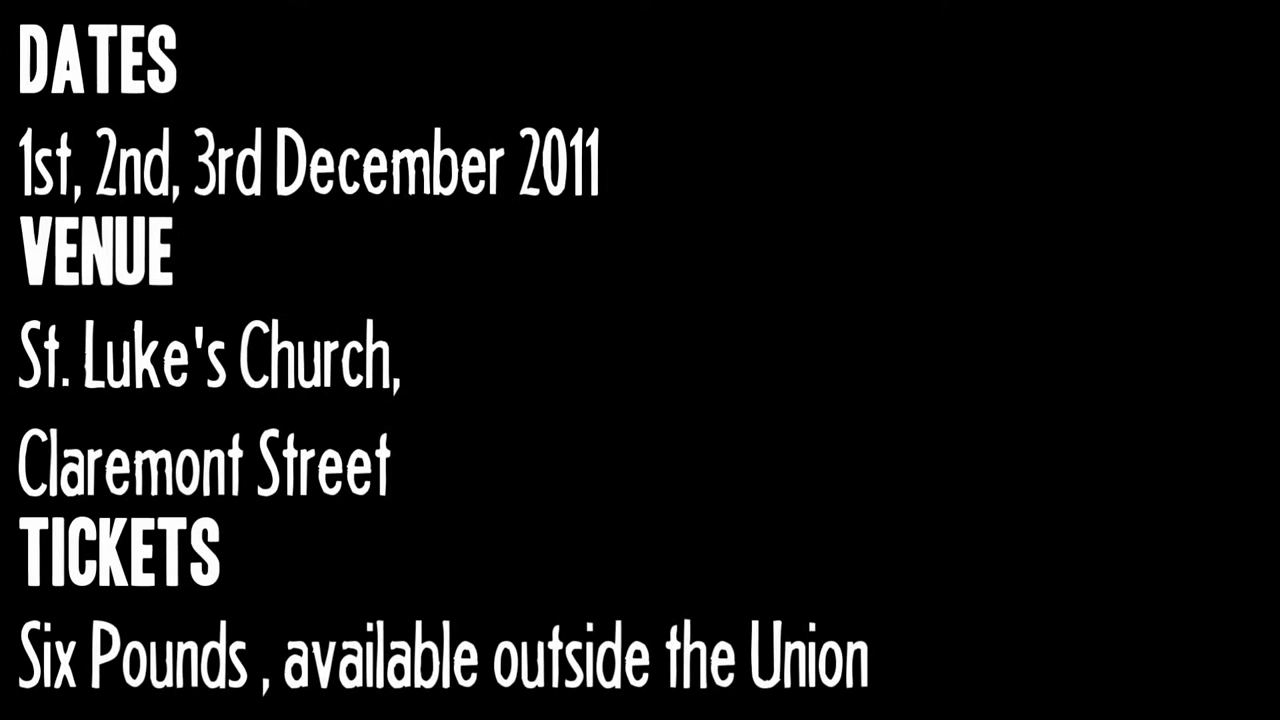 DATES
1st, 2nd, 3rd December 2011
VENUE
St. Luke's Church,
Claremont Street
TICKETS
Six Pounds , available outside the Union